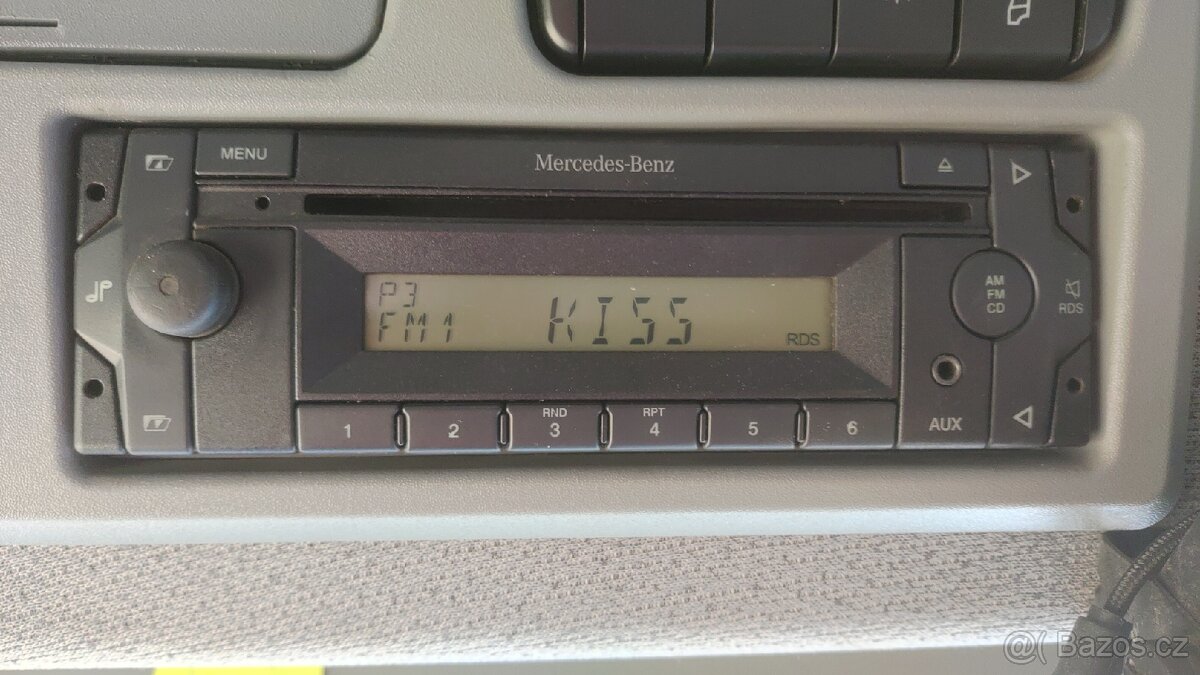 MENU
Mercedes-Benz
P3
FM1
KISS
RDS
AM
FM
CD
RDS
AUX
1
2
RND
3
RPT
4
5
6
@( Bazoš.cz